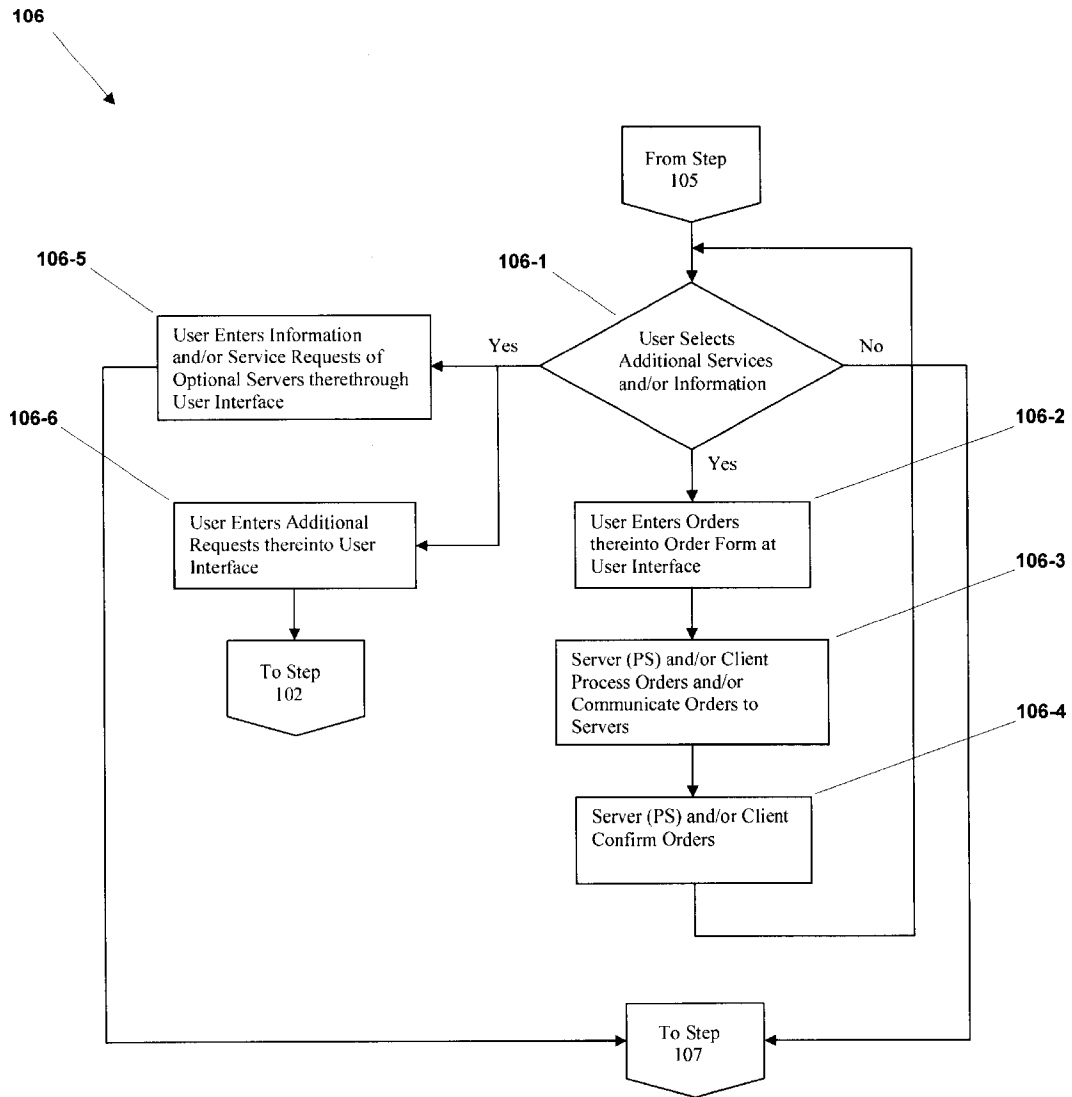 106
From Step
105
106-5
106-1
User Enters Information
and/or Service Requests of
Optional Servers therethrough
User Interface
Yes
User Selects
Additional Services
and/or Information
No
106-6
106-2
Yes
User Enters Additional
Requests thereinto User
Interface
User Enters Orders
thereinto Order Form at
User Interface
106-3
To Step
102
Server (PS) and/or Client
Process Orders and/or
Communicate Orders to
Servers
106-4
Server (PS) and/or Client
Confirm Orders
To Step
107